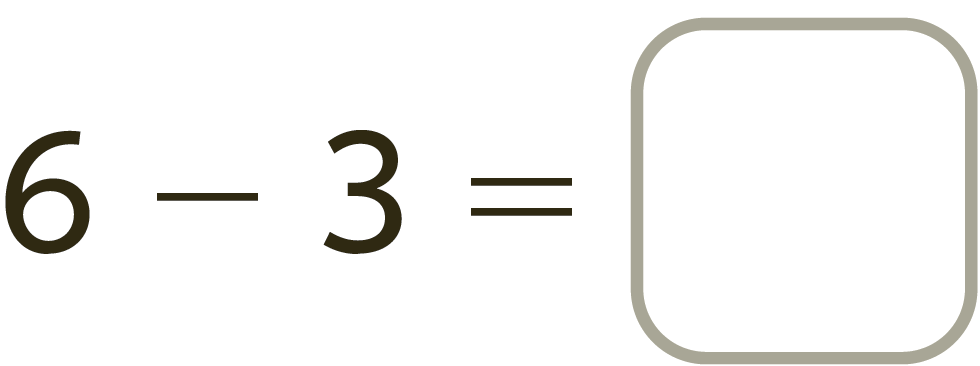 6 − 3 =